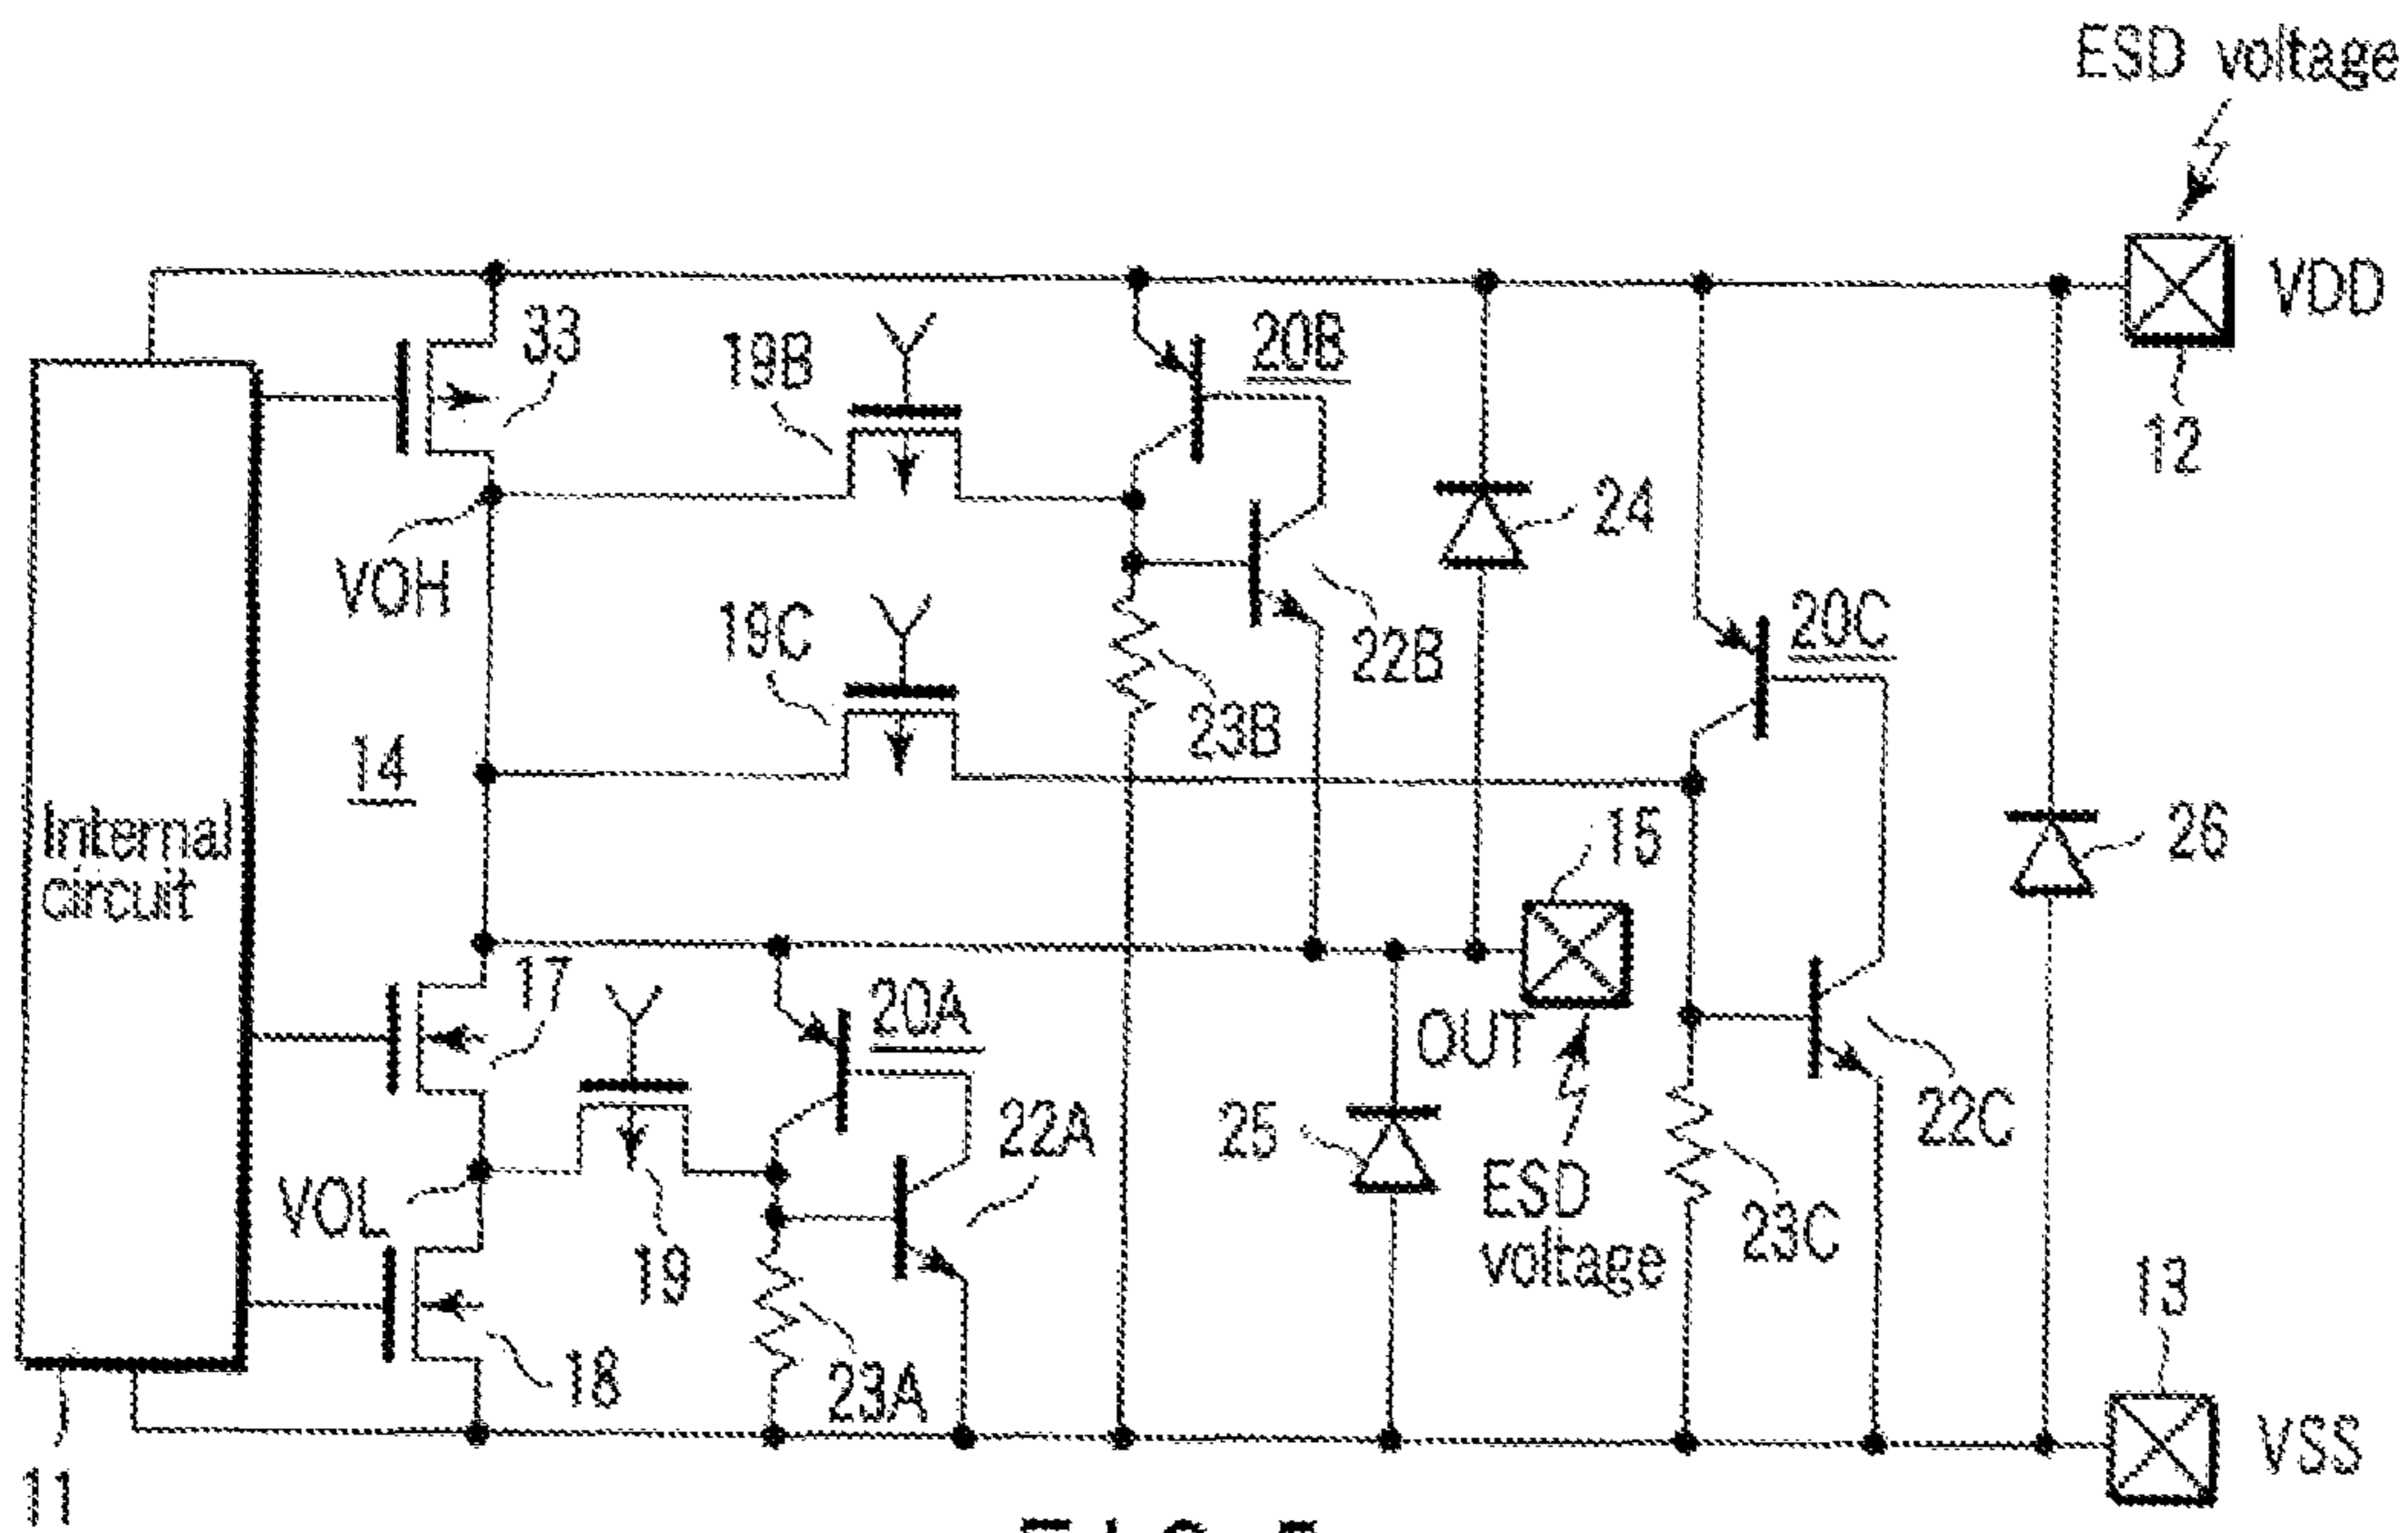 ESD voltage
VDD
12
33
19B
20B
24
VOH
19C
22B
20C
23B
14
Internal
circuit
15
26
17
20A
OUT
22A
25
22C
VOL
19
ESD
voltage
23C
13
18
23A
VSS
11